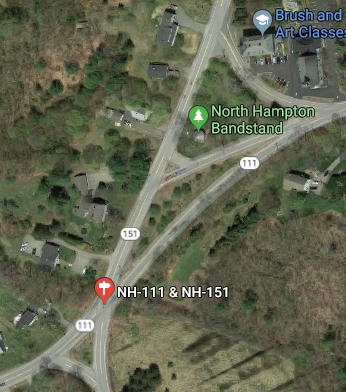 Brush and
Art Classes
North Hampton
Bandstand
111
151
NH-111 & NH-151
111